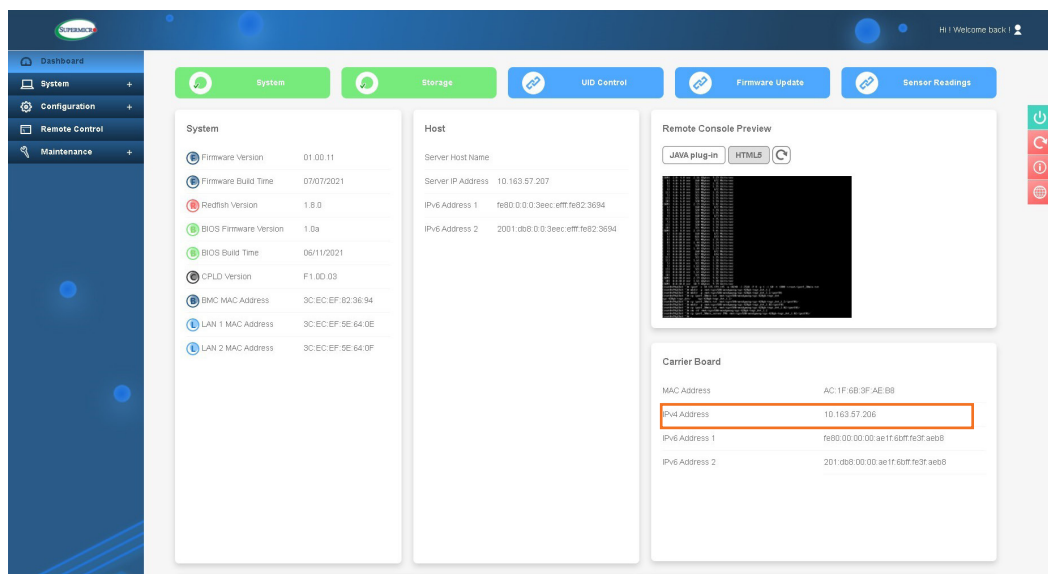 SUPERMICRO
Hi ! Welcome back !
Dashboard
System +
Configuration +
Remote Control
Maintenance +
System
Storage
UID Control
Firmware Update
Sensor Readings
System
Firmware Version 01.00.11
Firmware Build Time 07/07/2021
Redfish Version 1.8.0
BIOS Firmware Version 1.0a
BIOS Build Time 06/11/2021
CPLD Version F1.0D.03
BMC MAC Address 3C:EC:EF:82:36:94
LAN 1 MAC Address 3C:EC:EF:5E:64:0E
LAN 2 MAC Address 3C:EC:EF:5E:64:0F
Host
Server Host Name
Server IP Address 10.163.57.207
IPv6 Address 1 fe80:0:0:0:3eec:efff:fe82:3694
IPv6 Address 2 2001:db8:0:0:3eec:efff:fe82:3694
Remote Console Preview
JAVA plug-in HTML5
Carrier Board
MAC Address AC:1F:6B:3F:AE:B8
IPv4 Address 10.163.57.206
IPv6 Address 1 fe80:00:00:00:ae1f:6bff:fe3f:aeb8
IPv6 Address 2 201:db8:00:00:ae1f:6bff:fe3f:aeb8